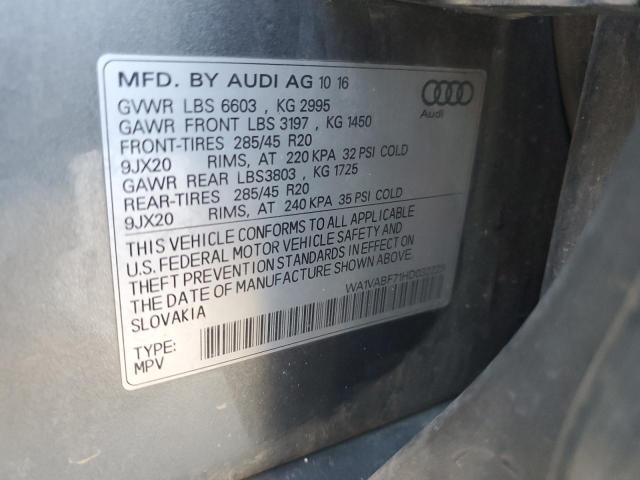 MFD. BY AUDI AG 10 16
GVWR LBS 6603 , KG 2995
GAWR FRONT LBS 3197 , KG 1450
FRONT-TIRES 285/45 R20
9JX20 RIMS, AT 220 KPA 32 PSI COLD
GAWR REAR LBS3803 , KG 1725
REAR-TIRES 285/45 R20
9JX20 RIMS, AT 240 KPA 35 PSI COLD
THIS VEHICLE CONFORMS TO ALL APPLICABLE
U.S. FEDERAL MOTOR VEHICLE SAFETY AND
THEFT PREVENTION STANDARDS IN EFFECT ON
THE DATE OF MANUFACTURE SHOWN ABOVE.
SLOVAKIA
TYPE:
MPV
Audi